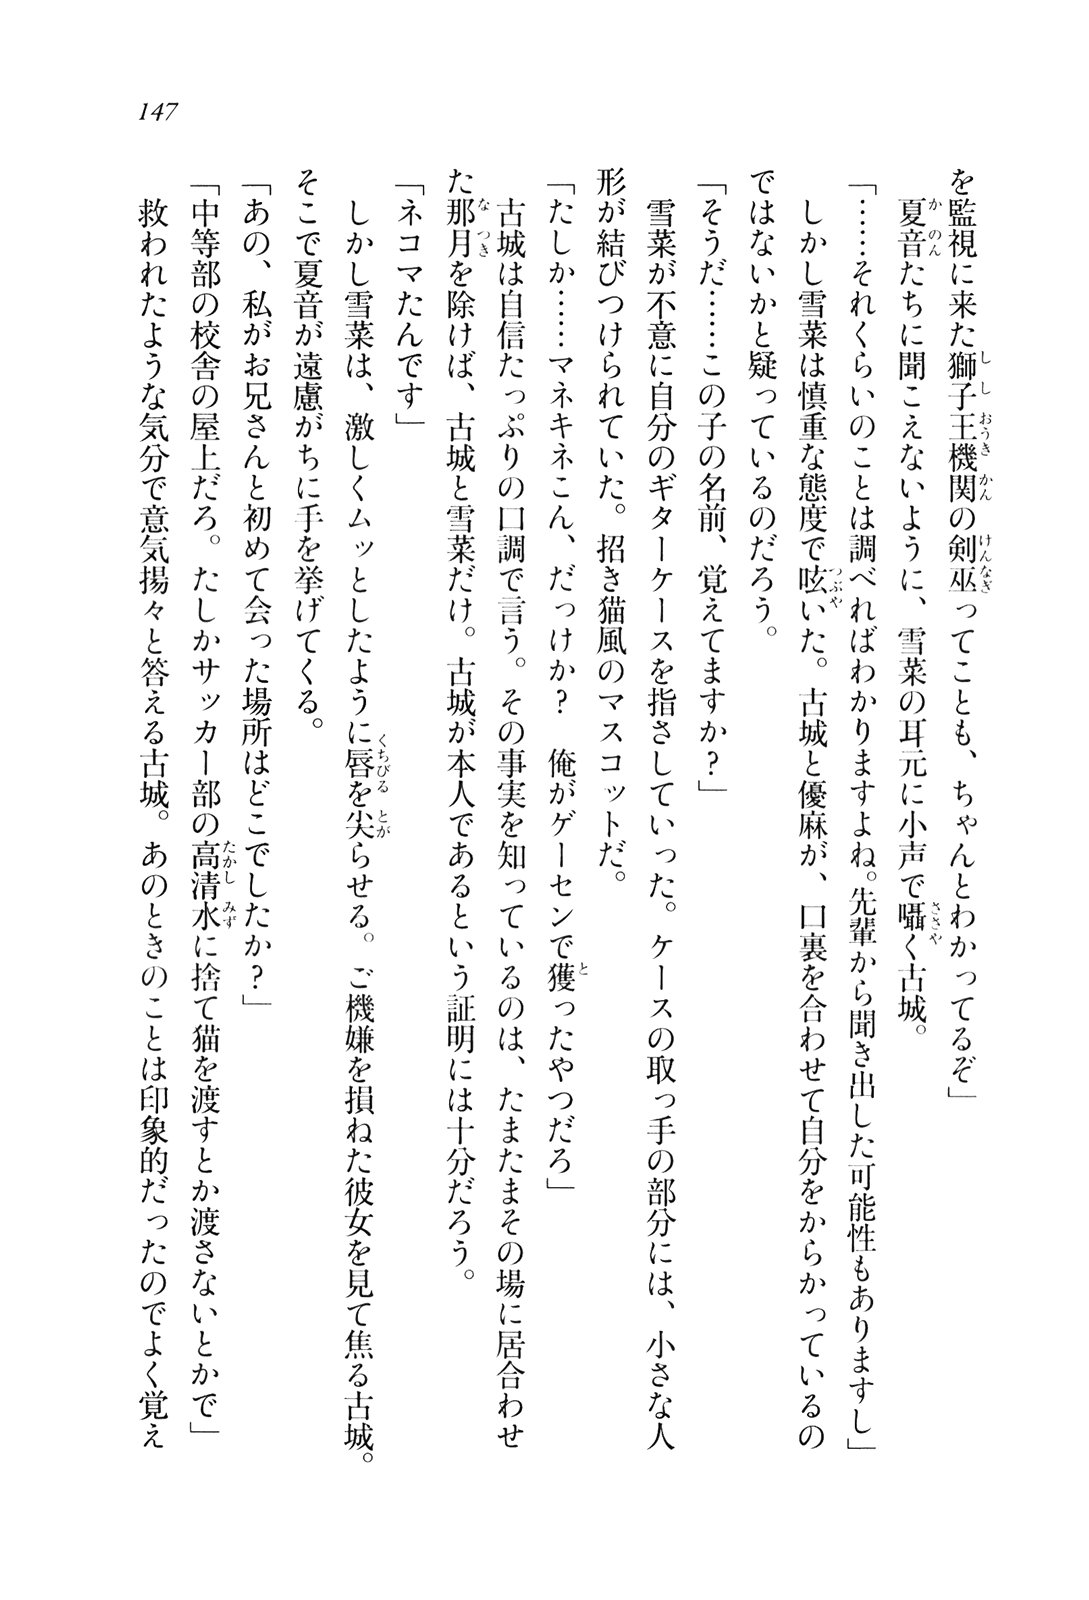 147
を監視に来た獅子王機関の剣巫ってことも、ちゃんとわかってるぞ」
夏音たちに聞こえないように、雪菜の耳元に小声で囁く古城。
「……それくらいのことは調べればわかりますよね。先輩から聞き出した可能性もありますし」
しかし雪菜は慎重な態度で呟いた。古城と優麻が、口裏を合わせて自分をからかっているの
ではないかと疑っているのだろう。
「そうだ……この子の名前、覚えてますか？」
雪菜が不意に自分のギターケースを指さしていった。ケースの取っ手の部分には、小さな人
形が結びつけられていた。招き猫風のマスコットだ。
「たしか……マネキネこん、だっけか？　俺がゲーセンで獲ったやつだろ」
古城は自信たっぷりの口調で言う。その事実を知っているのは、たまたまその場に居合わせ
た那月を除けば、古城と雪菜だけ。古城が本人であるという証明には十分だろう。
「ネコマたんです」
しかし雪菜は、激しくムッとしたように唇を尖らせる。ご機嫌を損ねた彼女を見て焦る古城。
そこで夏音が遠慮がちに手を挙げてくる。
「あの、私がお兄さんと初めて会った場所はどこでしたか？」
「中等部の校舎の屋上だろ。たしかサッカー部の高清水に捨て猫を渡すとか渡さないとかで」
救われたような気分で意気揚々と答える古城。あのときのことは印象的だったのでよく覚え